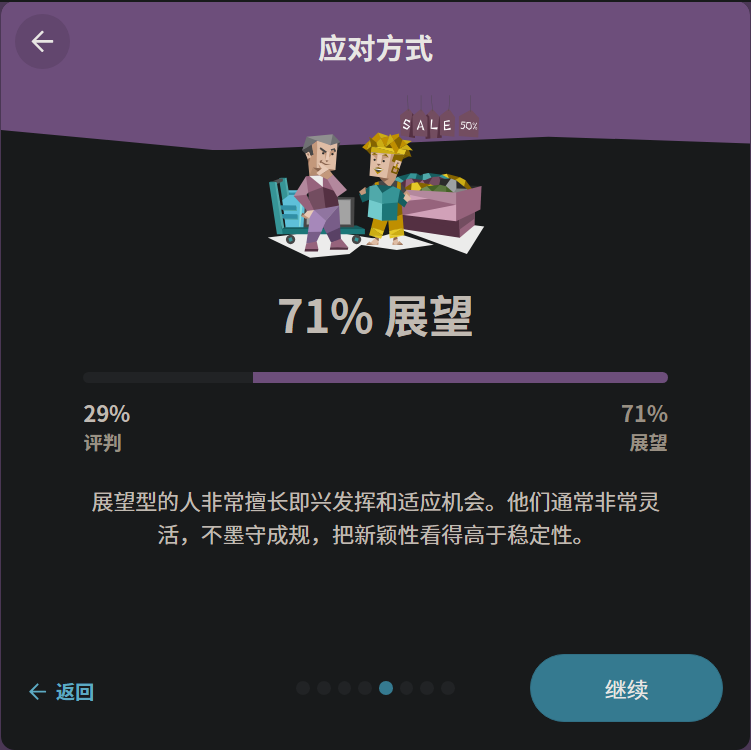 应对方式
SALE 50%
71% 展望
29%
评判
71%
展望
展望型的人非常擅长即兴发挥和适应机会。他们通常非常灵
活，不墨守成规，把新颖性看得高于稳定性。
返回
继续